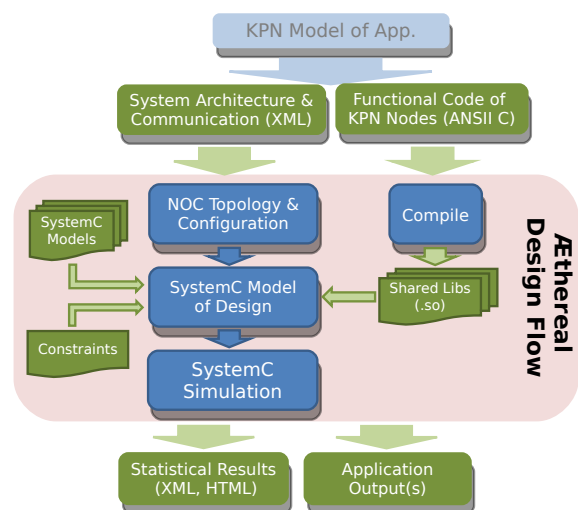 KPN Model of App.
System Architecture &
Communication (XML)
Functional Code of
KPN Nodes (ANSII C)
NOC Topology &
Configuration
Compile
SystemC
Models
SystemC Model
of Design
Shared Libs
(.so)
Constraints
SystemC
Simulation
Æthereal
Design Flow
Statistical Results
(XML, HTML)
Application
Output(s)